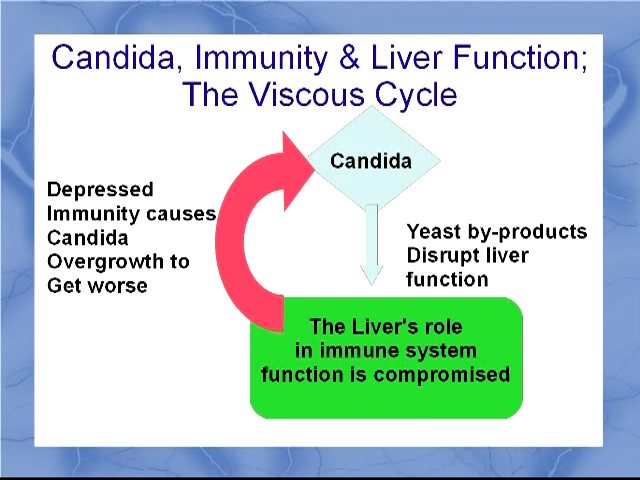 Candida, Immunity & Liver Function;
The Viscous Cycle
Candida
Depressed
Immunity causes
Candida
Overgrowth to
Get worse
Yeast by-products
Disrupt liver
function
The Liver's role
in immune system
function is compromised